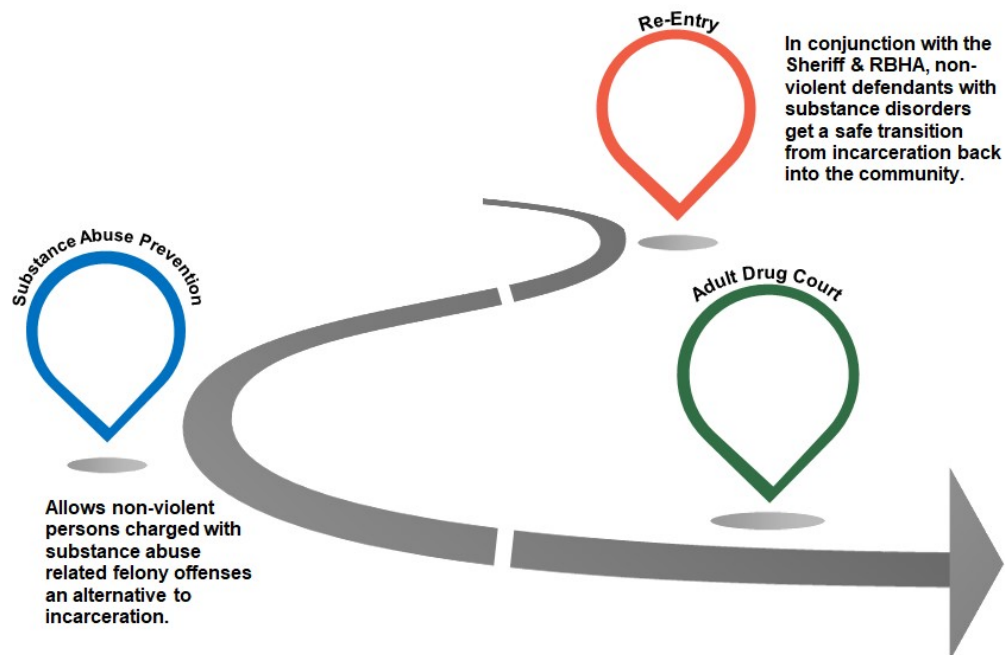 Re-Entry
In conjunction with the
Sheriff & RBHA, non-
violent defendants with
substance disorders
get a safe transition
from incarceration back
into the community.
Substance Abuse Prevention
Allows non-violent
persons charged with
substance abuse
related felony offenses
an alternative to
incarceration.
Adult Drug Court